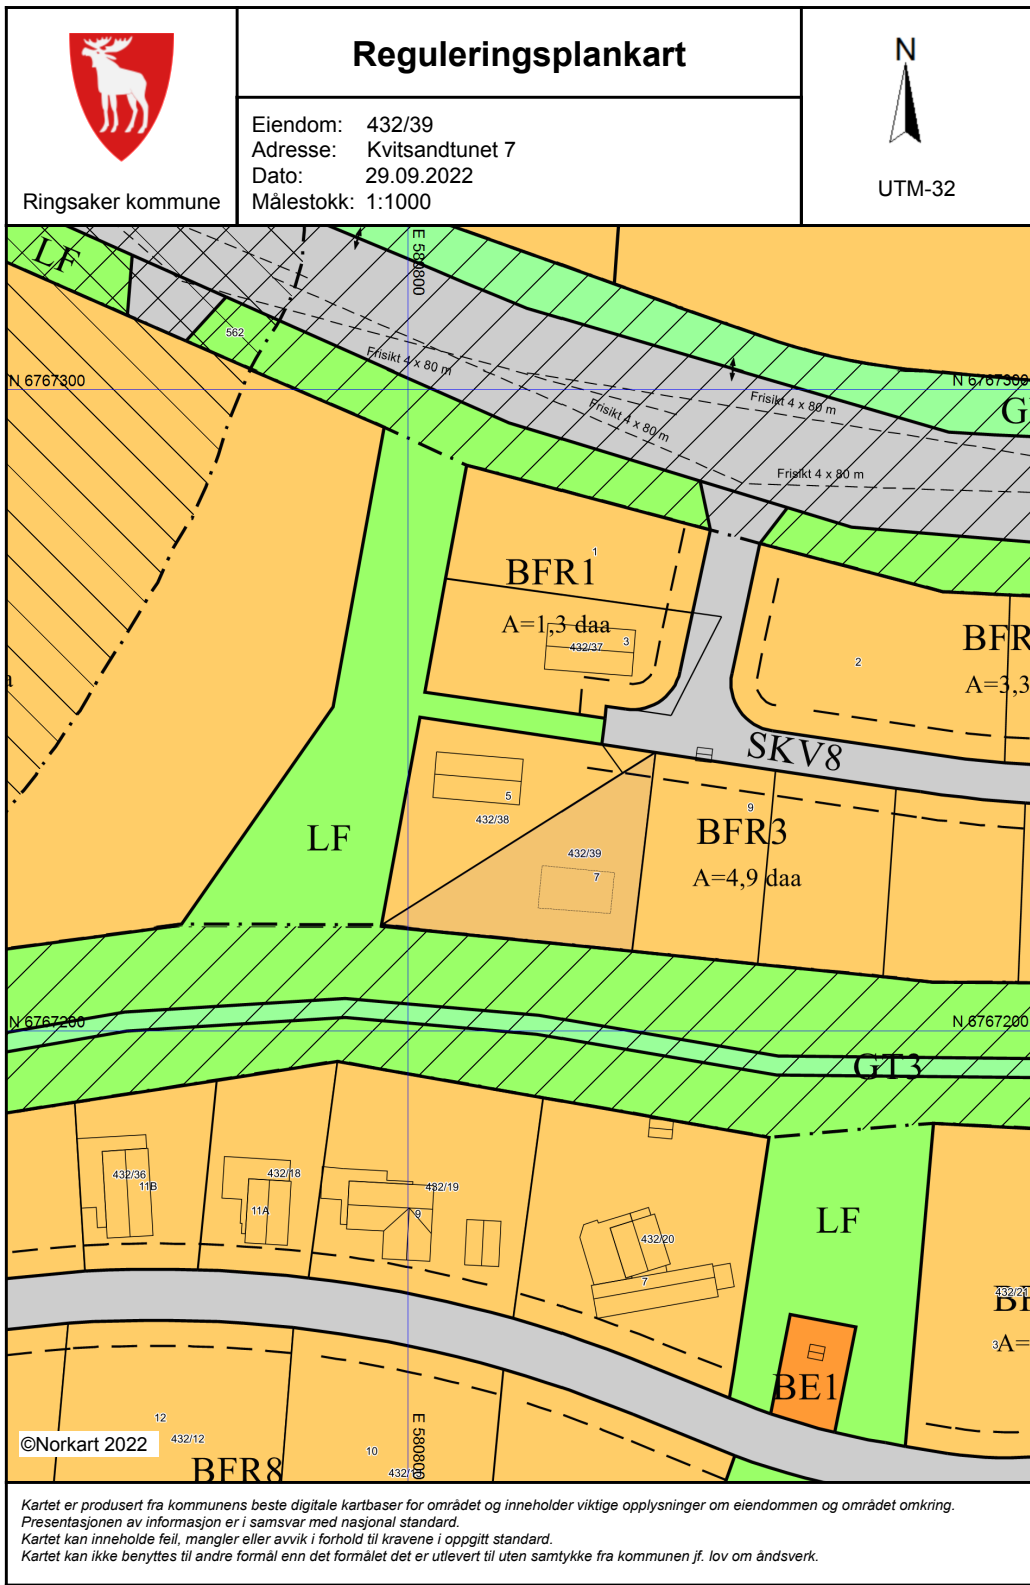 Reguleringsplankart
Ringsaker kommune
Eiendom: 432/39
Adresse: Kvitsandtunet 7
Dato: 29.09.2022
Målestokk: 1:1000
N
UTM-32
LF
E 580800
562
Frisikt 4 x 80 m
N 6767300
N 6767300
Frisikt 4 x 80 m
Frisikt 4 x 80 m
G
Frisikt 4 x 80 m
1
BFR1
A=1,3 daa
3
432/37
2
BFR
A=3,3
a
SKV8
5
432/38
9
LF
BFR3
432/39
7
A=4,9 daa
N 6767200
N 6767200
GT3
432/36
11B
432/18
11A
432/19
9
432/20
7
LF
432/21
3
A=
BE1
12
432/12
10
432/1
E 580800
©Norkart 2022
BFR8
Kartet er produsert fra kommunens beste digitale kartbaser for området og inneholder viktige opplysninger om eiendommen og området omkring.
Presentasjonen av informasjon er i samsvar med nasjonal standard.
Kartet kan inneholde feil, mangler eller avvik i forhold til kravene i oppgitt standard.
Kartet kan ikke benyttes til andre formål enn det formålet det er utlevert til uten samtykke fra kommunen jf. lov om åndsverk.